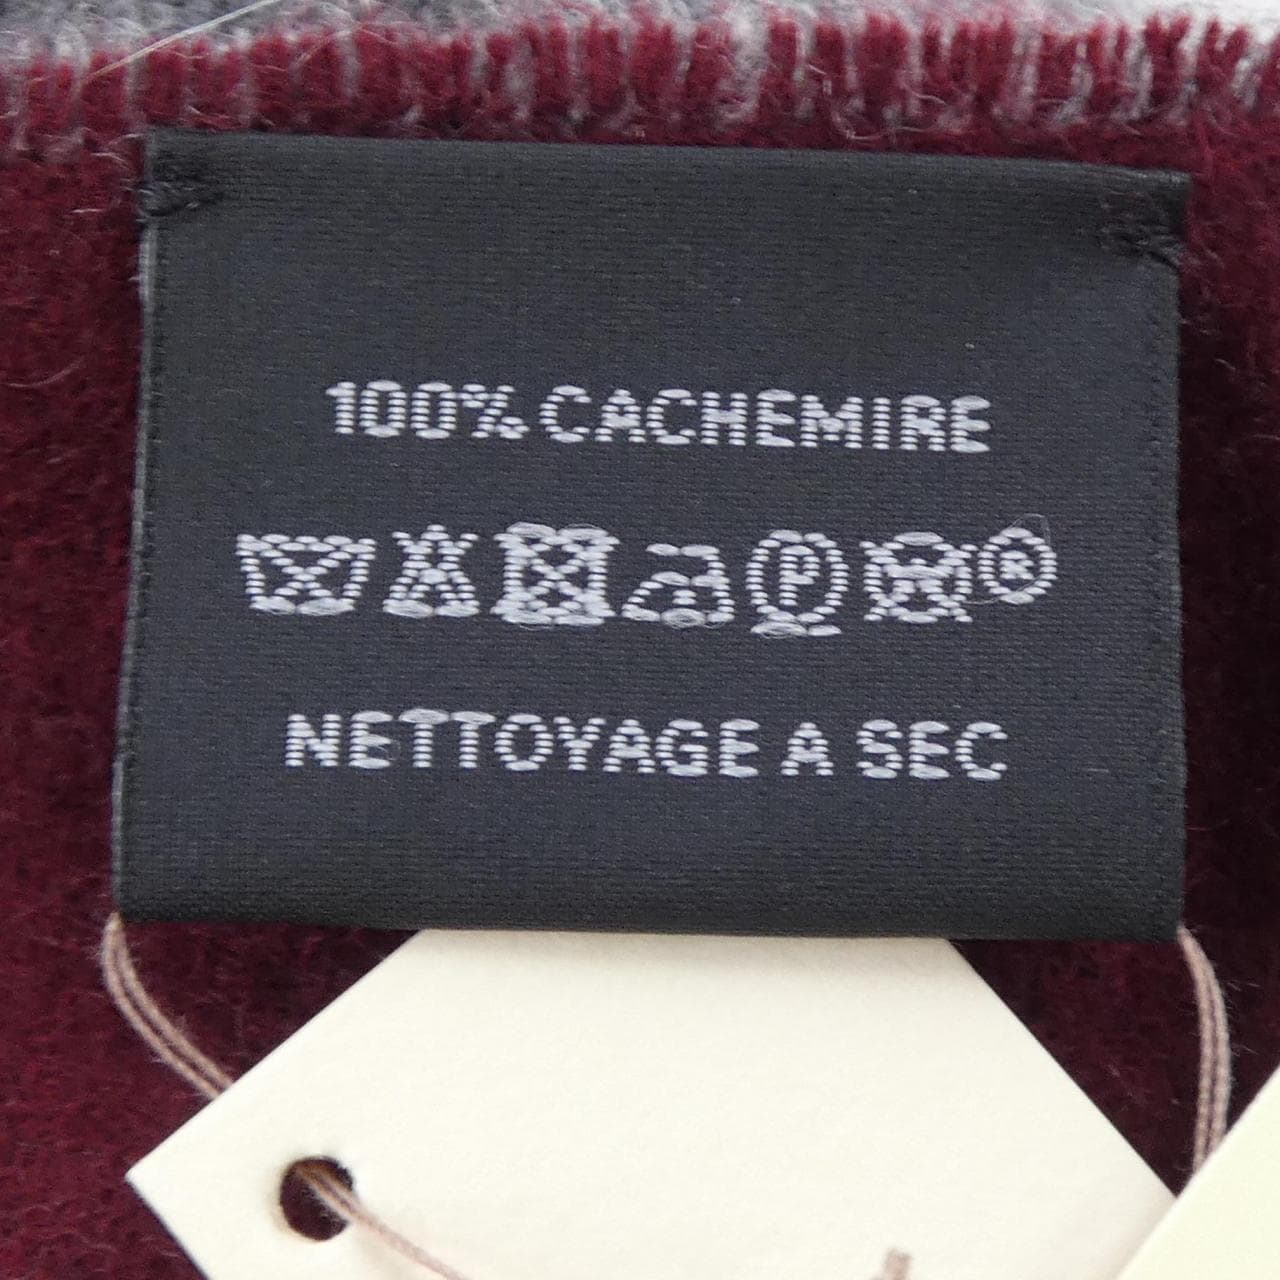 100% CACHEMIRE
P ®
NETTOYAGE A SEC